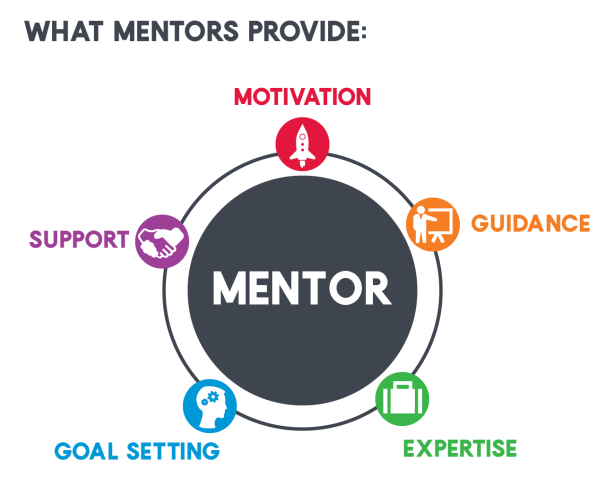 WHAT MENTORS PROVIDE:
MOTIVATION
GUIDANCE
SUPPORT
MENTOR
GOAL SETTING
EXPERTISE